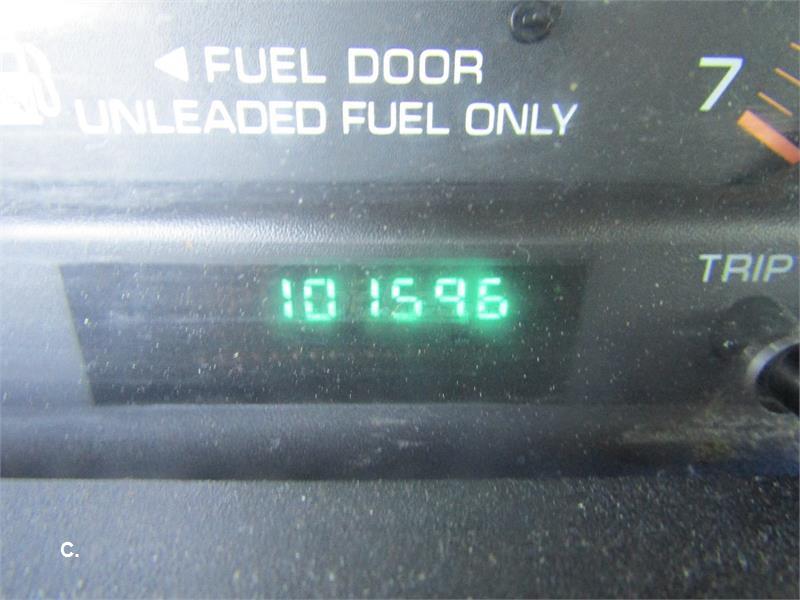 ◄ FUEL DOOR
UNLEADED FUEL ONLY
7
101596
TRIP
C.